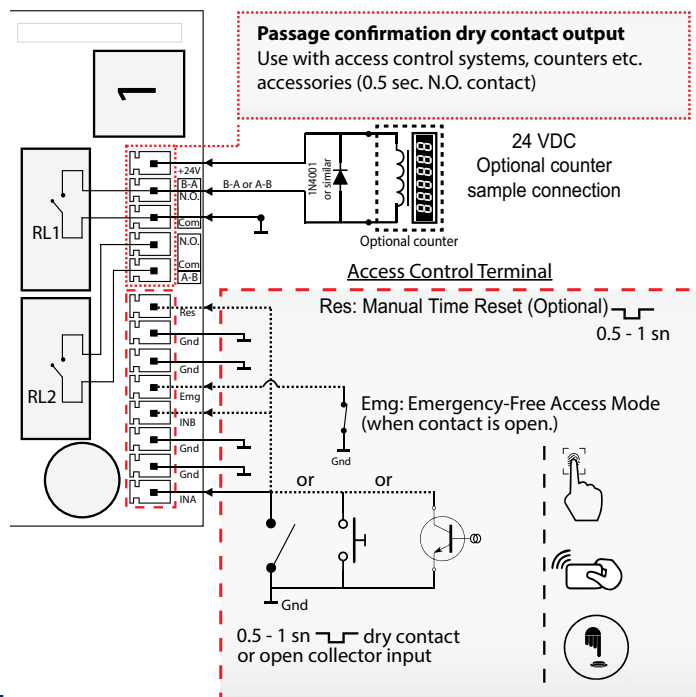 Passage confirmation dry contact output
Use with access control systems, counters etc.
accessories (0.5 sec. N.O. contact)
1
+24V
B-A
N.O.
Com
N.O.
Com
A-B
RL1
B-A or A-B
1N4001
or similar
Optional counter
24 VDC
Optional counter
sample connection
Access Control Terminal
Res
Gnd
Gnd
Emg
INB
Gnd
Gnd
INA
RL2
Res: Manual Time Reset (Optional)
0.5 - 1 sn
Emg: Emergency-Free Access Mode
(when contact is open.)
Gnd
or or
Gnd
0.5 - 1 sn dry contact
or open collector input